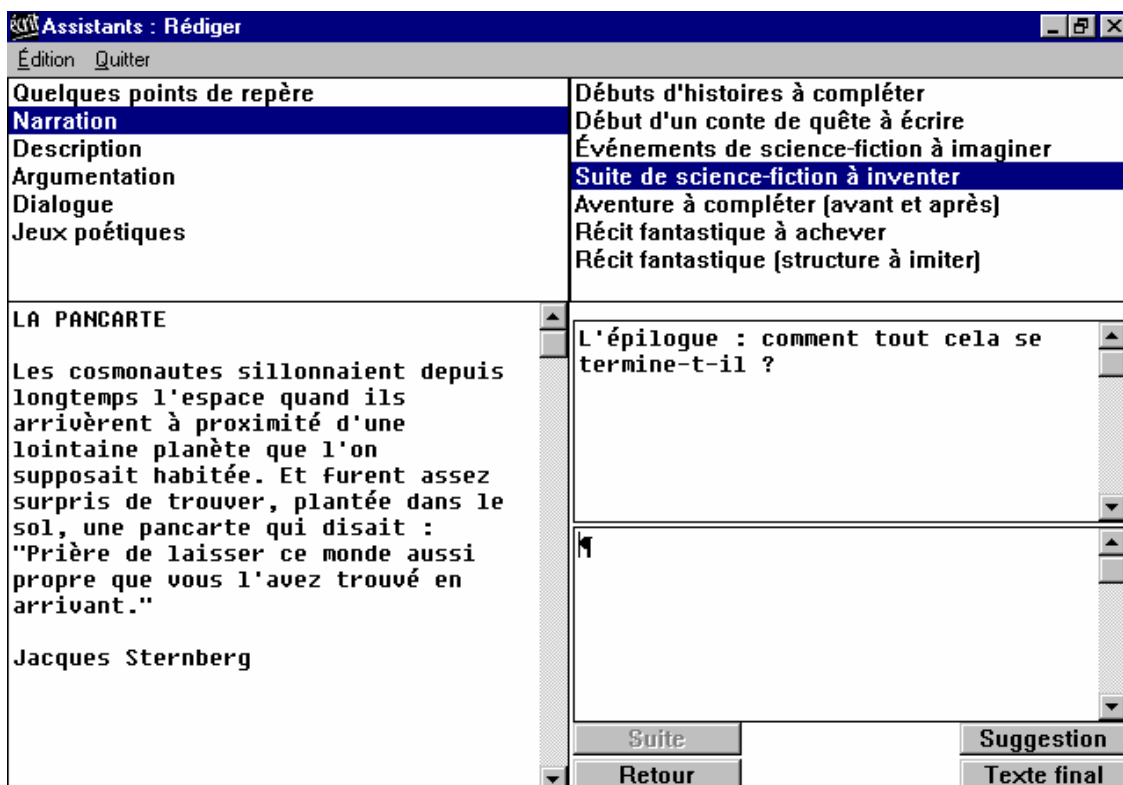 écrit Assistants : Rédiger
Édition Quitter
Quelques points de repère
Narration
Description
Argumentation
Dialogue
Jeux poétiques
Débuts d'histoires à compléter
Début d'un conte de quête à écrire
Événements de science-fiction à imaginer
Suite de science-fiction à inventer
Aventure à compléter (avant et après)
Récit fantastique à achever
Récit fantastique (structure à imiter)
LA PANCARTE
Les cosmonautes sillonnaient depuis
longtemps l'espace quand ils
arrivèrent à proximité d'une
lointaine planète que l'on
supposait habitée. Et furent assez
surpris de trouver, plantée dans le
sol, une pancarte qui disait :
"Prière de laisser ce monde aussi
propre que vous l'avez trouvé en
arrivant."
Jacques Sternberg
L'épilogue : comment tout cela se
termine-t-il ?
¶
Suite
Suggestion
Retour
Texte final